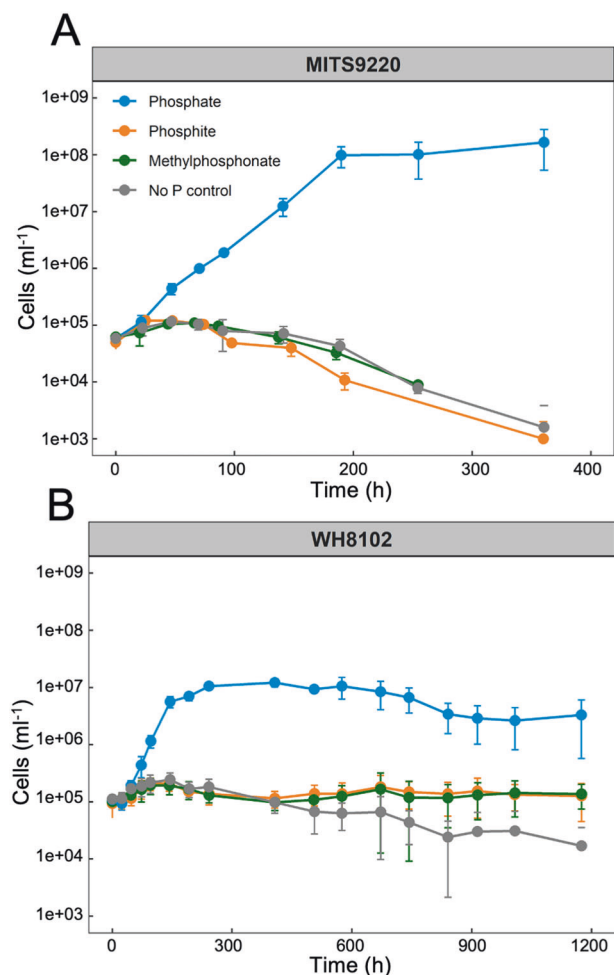 A
MITS9220
1e+09
1e+08
1e+07
1e+06
1e+05
1e+04
1e+03
Cells (ml⁻¹)
Phosphate
Phosphite
Methylphosphonate
No P control
0
100
200
300
400
Time (h)
B
WH8102
1e+09
1e+08
1e+07
1e+06
1e+05
1e+04
1e+03
Cells (ml⁻¹)
0
300
600
900
1200
Time (h)